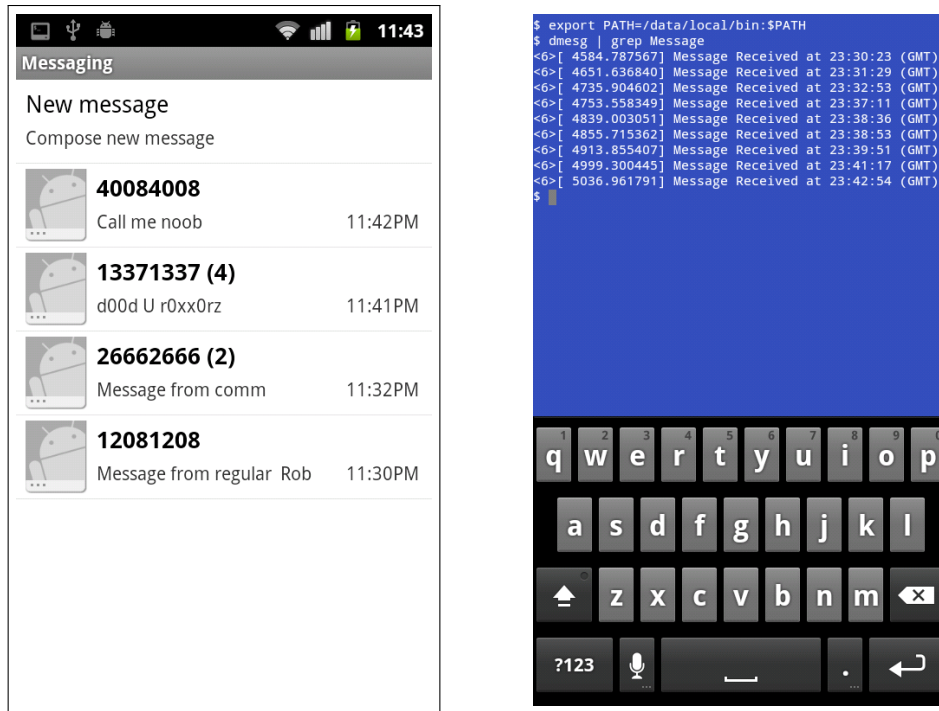 11:43
Messaging
New message
Compose new message
40084008
Call me noob 11:42PM
13371337 (4)
d00d U r0xx0rz 11:41PM
26662666 (2)
Message from comm 11:32PM
12081208
Message from regular Rob 11:30PM
$ export PATH=/data/local/bin:$PATH
$ dmesg | grep Message
<6>[ 4584.787567] Message Received at 23:30:23 (GMT)
<6>[ 4651.636840] Message Received at 23:31:29 (GMT)
<6>[ 4735.904602] Message Received at 23:32:53 (GMT)
<6>[ 4753.558349] Message Received at 23:37:11 (GMT)
<6>[ 4839.003051] Message Received at 23:38:36 (GMT)
<6>[ 4855.715362] Message Received at 23:38:53 (GMT)
<6>[ 4913.855407] Message Received at 23:39:51 (GMT)
<6>[ 4999.300445] Message Received at 23:41:17 (GMT)
<6>[ 5036.961791] Message Received at 23:42:54 (GMT)
$
1 2 3 4 5 6 7 8 9
q w e r t y u i o p
a s d f g h j k l
z x c v b n m
?123 . ...